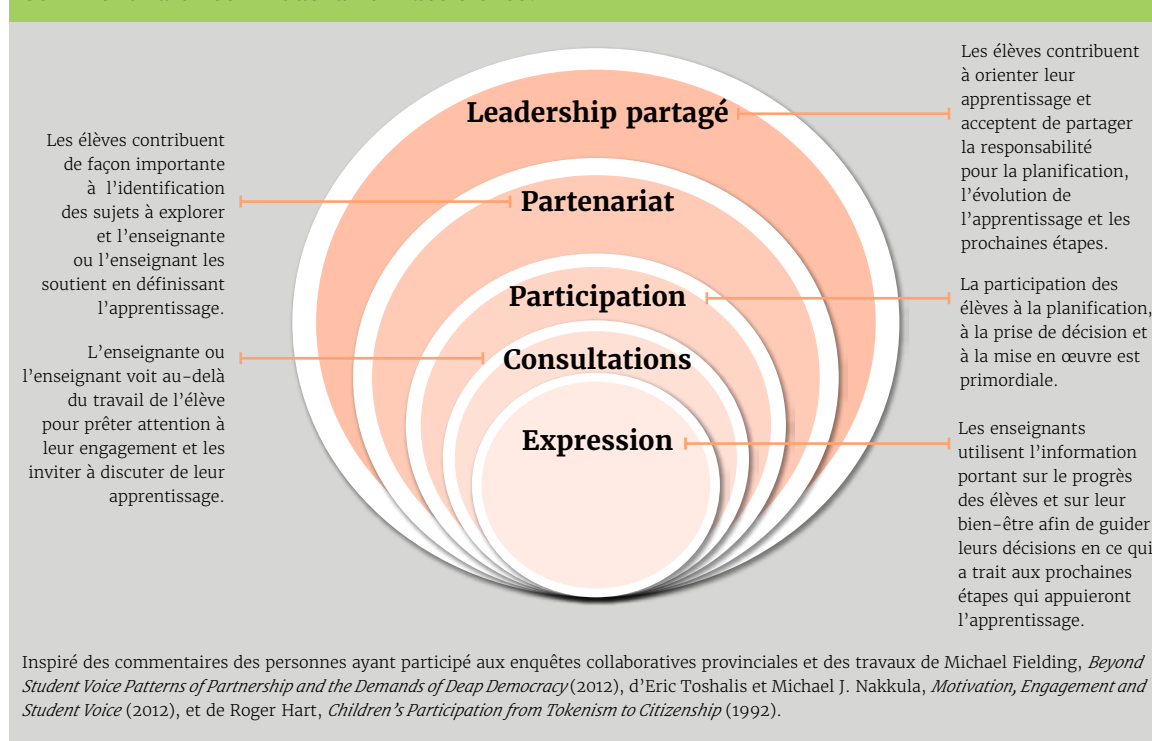 Leadership partagé
Les élèves contribuent
à orienter leur
apprentissage et
acceptent de partager
la responsabilité
pour la planification,
l'évolution de
l'apprentissage et les
prochaines étapes.
Les élèves contribuent
de façon importante
à l'identification
des sujets à explorer
et l'enseignante
ou l'enseignant les
soutient en définissant
l'apprentissage.
Partenariat
Participation
La participation des
élèves à la planification,
à la prise de décision et
à la mise en œuvre est
primordiale.
L'enseignante ou
l'enseignant voit au-delà
du travail de l'élève
pour prêter attention à
leur engagement et les
inviter à discuter de leur
apprentissage.
Consultations
Expression
Les enseignants
utilisent l'information
portant sur le progrès
des élèves et sur leur
bien-être afin de guider
leurs décisions en ce qui
a trait aux prochaines
étapes qui appuieront
l'apprentissage.
Inspiré des commentaires des personnes ayant participé aux enquêtes collaboratives provinciales et des travaux de Michael Fielding, Beyond
Student Voice Patterns of Partnership and the Demands of Deap Democracy (2012), d'Eric Toshalis et Michael J. Nakkula, Motivation, Engagement and
Student Voice (2012), et de Roger Hart, Children's Participation from Tokenism to Citizenship (1992).